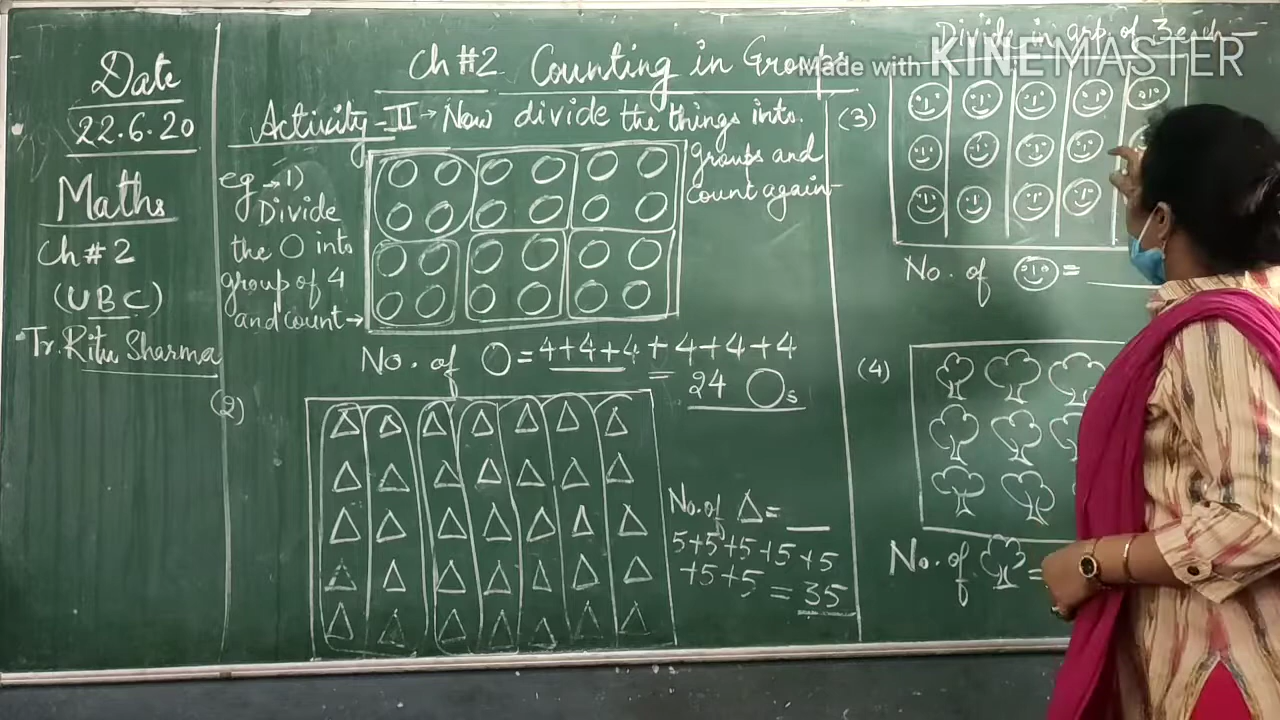 Date
22.6.20
Maths
Ch # 2
(UBC)
Tr. Ritu Sharma
Ch #2 Counting in Groups
Activity-II → Now divide the things into
groups and
count again-
eg → 1)
Divide
the O into
group of 4
and count →
No. of O = 4+4+4 + 4+4+4
= 24 Os
(2)
No. of △ = __
5+5+5+5+5
+5+5 = 35
Divide in grp. of 3 each -
(3)
No. of = ____
(4)
No. of =
Made with KINEMASTER